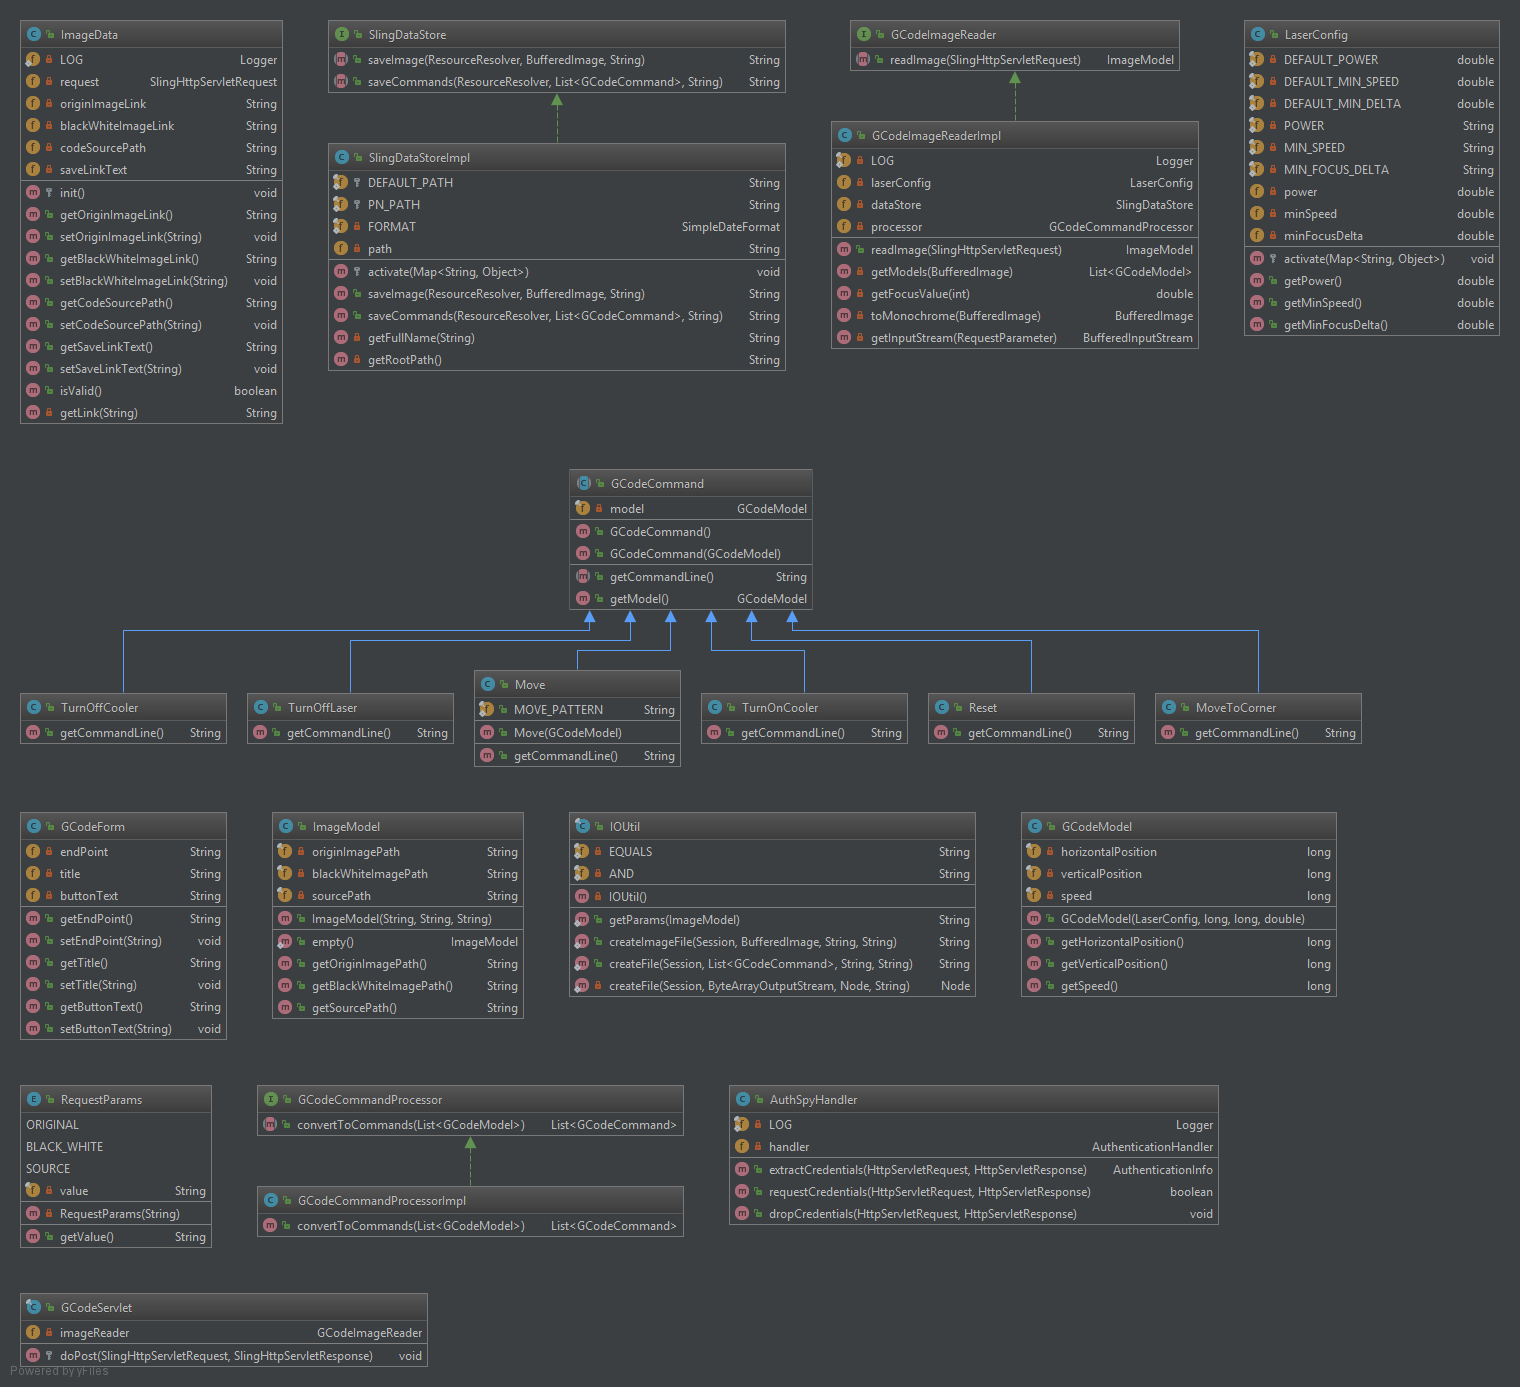 ImageData
LOG Logger
request SlingHttpServletRequest
originImageLink String
blackWhiteImageLink String
codeSourcePath String
saveLinkText String
init() void
getOriginImageLink() String
setOriginImageLink(String) void
getBlackWhiteImageLink() String
setBlackWhiteImageLink(String) void
getCodeSourcePath() String
setCodeSourcePath(String) void
getSaveLinkText() String
setSaveLinkText(String) void
isValid() boolean
getLink(String) String
SlingDataStore
saveImage(ResourceResolver, BufferedImage, String) String
saveCommands(ResourceResolver, List<GCodeCommand>, String) String
SlingDataStoreImpl
DEFAULT_PATH String
PN_PATH String
FORMAT SimpleDateFormat
path String
activate(Map<String, Object>) void
saveImage(ResourceResolver, BufferedImage, String) String
saveCommands(ResourceResolver, List<GCodeCommand>, String) String
getFullName(String) String
getRootPath() String
GCodeImageReader
readImage(SlingHttpServletRequest) ImageModel
GCodeImageReaderImpl
LOG Logger
laserConfig LaserConfig
dataStore SlingDataStore
processor GCodeCommandProcessor
readImage(SlingHttpServletRequest) ImageModel
getModels(BufferedImage) List<GCodeModel>
getFocusValue(int) double
toMonochrome(BufferedImage) BufferedImage
getInputStream(RequestParameter) BufferedInputStream
LaserConfig
DEFAULT_POWER double
DEFAULT_MIN_SPEED double
DEFAULT_MIN_DELTA double
POWER String
MIN_SPEED String
MIN_FOCUS_DELTA String
power double
minSpeed double
minFocusDelta double
activate(Map<String, Object>) void
getPower() double
getMinSpeed() double
getMinFocusDelta() double
GCodeCommand
model GCodeModel
GCodeCommand()
GCodeCommand(GCodeModel)
getCommandLine() String
getModel() GCodeModel
TurnOffCooler
getCommandLine() String
TurnOffLaser
getCommandLine() String
Move
MOVE_PATTERN String
Move(GCodeModel)
getCommandLine() String
TurnOnCooler
getCommandLine() String
Reset
getCommandLine() String
MoveToCorner
getCommandLine() String
GCodeForm
endPoint String
title String
buttonText String
getEndPoint() String
setEndPoint(String) void
getTitle() String
setTitle(String) void
getButtonText() String
setButtonText(String) void
ImageModel
originImagePath String
blackWhiteImagePath String
sourcePath String
ImageModel(String, String, String)
empty() ImageModel
getOriginImagePath() String
getBlackWhiteImagePath() String
getSourcePath() String
IOUtil
EQUALS String
AND String
IOUtil()
getParams(ImageModel) String
createImageFile(Session, BufferedImage, String, String) String
createFile(Session, List<GCodeCommand>, String, String) String
createFile(Session, ByteArrayOutputStream, Node, String) Node
GCodeModel
horizontalPosition long
verticalPosition long
speed long
GCodeModel(LaserConfig, long, long, double)
getHorizontalPosition() long
getVerticalPosition() long
getSpeed() long
RequestParams
ORIGINAL
BLACK_WHITE
SOURCE
value String
RequestParams(String)
getValue() String
GCodeCommandProcessor
convertToCommands(List<GCodeModel>) List<GCodeCommand>
GCodeCommandProcessorImpl
convertToCommands(List<GCodeModel>) List<GCodeCommand>
AuthSpyHandler
LOG Logger
handler AuthenticationHandler
extractCredentials(HttpServletRequest, HttpServletResponse) AuthenticationInfo
requestCredentials(HttpServletRequest, HttpServletResponse) boolean
dropCredentials(HttpServletRequest, HttpServletResponse) void
GCodeServlet
imageReader GCodeImageReader
doPost(SlingHttpServletRequest, SlingHttpServletResponse) void
Powered by yFiles